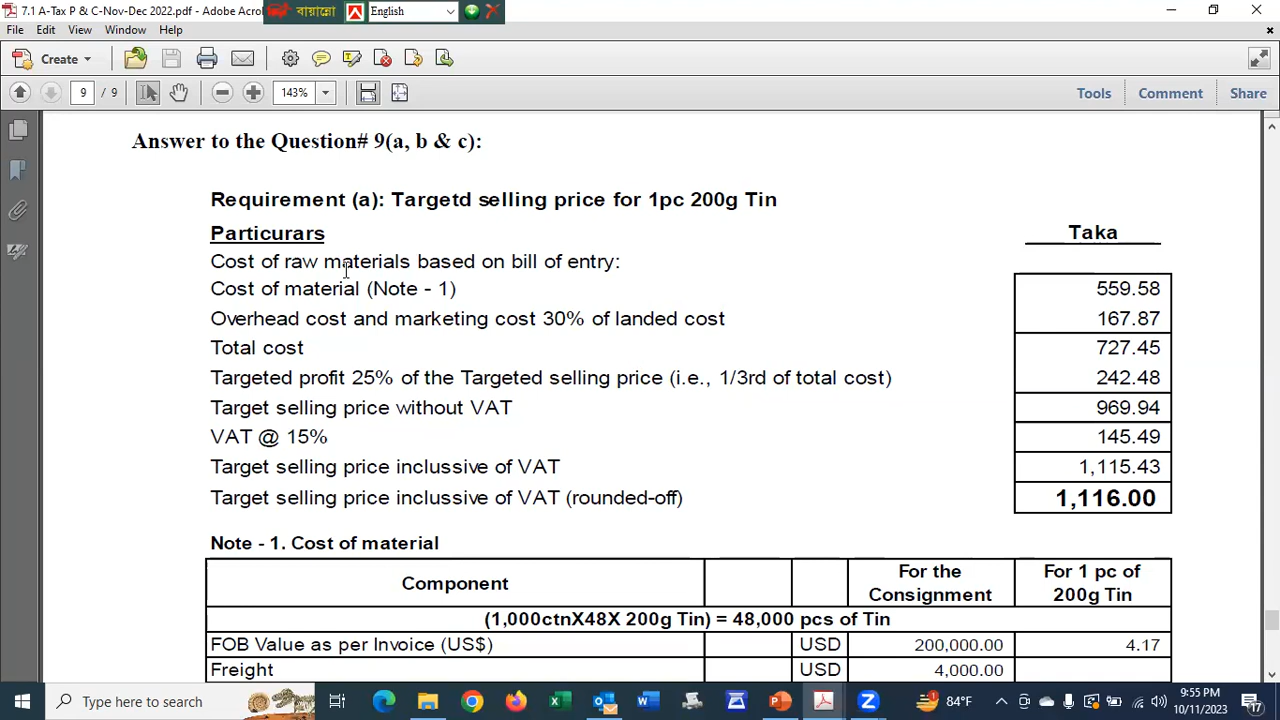 7.1 A-Tax P & C-Nov-Dec 2022.pdf - Adobe Acro
বায়ান্নো
English
File Edit View Window Help
Create
9 / 9 143% Tools Comment Share
Answer to the Question# 9(a, b & c):
Requirement (a): Targetd selling price for 1pc 200g Tin
Particurars Taka
Cost of raw materials based on bill of entry:
Cost of material (Note - 1) 559.58
Overhead cost and marketing cost 30% of landed cost 167.87
Total cost 727.45
Targeted profit 25% of the Targeted selling price (i.e., 1/3rd of total cost) 242.48
Target selling price without VAT 969.94
VAT @ 15% 145.49
Target selling price inclussive of VAT 1,115.43
Target selling price inclussive of VAT (rounded-off) 1,116.00
Note - 1. Cost of material
Component For the Consignment For 1 pc of 200g Tin
(1,000ctnX48X 200g Tin) = 48,000 pcs of Tin
FOB Value as per Invoice (US$) USD 200,000.00 4.17
Freight USD 4,000.00
Type here to search 84°F 9:55 PM
10/11/2023 17